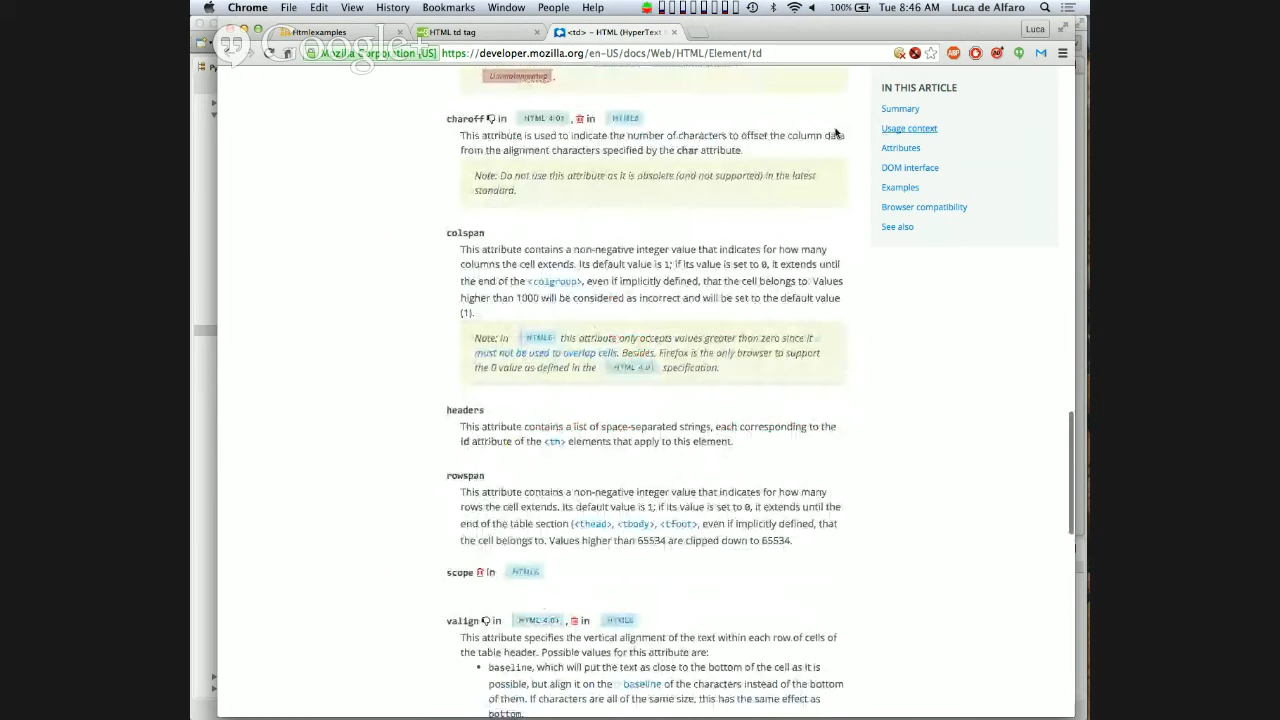 Chrome File Edit View History Bookmarks Window People Help 100% Tue 8:46 AM Luca de Alfaro
Htmlexamples HTML td tag <td> - HTML (HyperText Luca
Google+
Mozilla Corporation [US] https://developer.mozilla.org/en-US/docs/Web/HTML/Element/td
Unimplemented.
IN THIS ARTICLE
Summary
Usage context
Attributes
DOM interface
Examples
Browser compatibility
See also
charoff in HTML 4.01, in HTML5
This attribute is used to indicate the number of characters to offset the column data
from the alignment characters specified by the char attribute.
Note: Do not use this attribute as it is obsolete (and not supported) in the latest
standard.
colspan
This attribute contains a non-negative integer value that indicates for how many
columns the cell extends. Its default value is 1; if its value is set to 0, it extends until
the end of the <colgroup>, even if implicitly defined, that the cell belongs to. Values
higher than 1000 will be considered as incorrect and will be set to the default value
(1).
Note: In HTML5 this attribute only accepts values greater than zero since it
must not be used to overlap cells. Besides, Firefox is the only browser to support
the 0 value as defined in the HTML 4.01 specification.
headers
This attribute contains a list of space-separated strings, each corresponding to the
id attribute of the <th> elements that apply to this element.
rowspan
This attribute contains a non-negative integer value that indicates for how many
rows the cell extends. Its default value is 1; if its value is set to 0, it extends until the
end of the table section (<thead>, <tbody>, <tfoot>, even if implicitly defined, that
the cell belongs to. Values higher than 65534 are clipped down to 65534.
scope in HTML5
valign in HTML 4.01, in HTML5
This attribute specifies the vertical alignment of the text within each row of cells of
the table header. Possible values for this attribute are:
baseline, which will put the text as close to the bottom of the cell as it is
possible, but align it on the baseline of the characters instead of the bottom
of them. If characters are all of the same size, this has the same effect as
bottom.